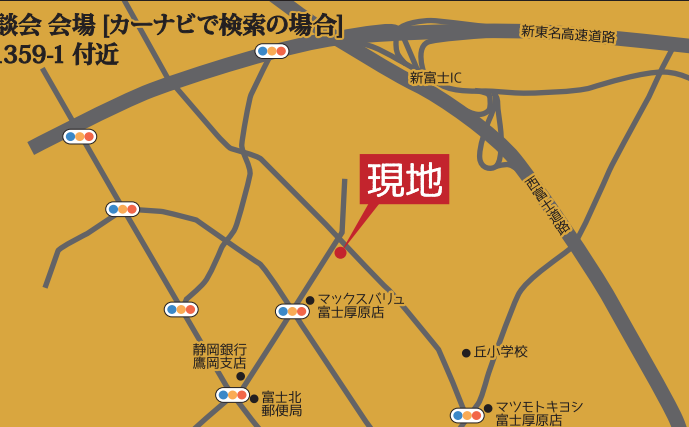 談会 会場 [カーナビで検索の場合]
1359-1 付近
新東名高速道路
新富士IC
現地
西富士道路
マックスバリュ
富士厚原店
静岡銀行
鷹岡支店
丘小学校
富士北
郵便局
マツモトキヨシ
富士厚原店